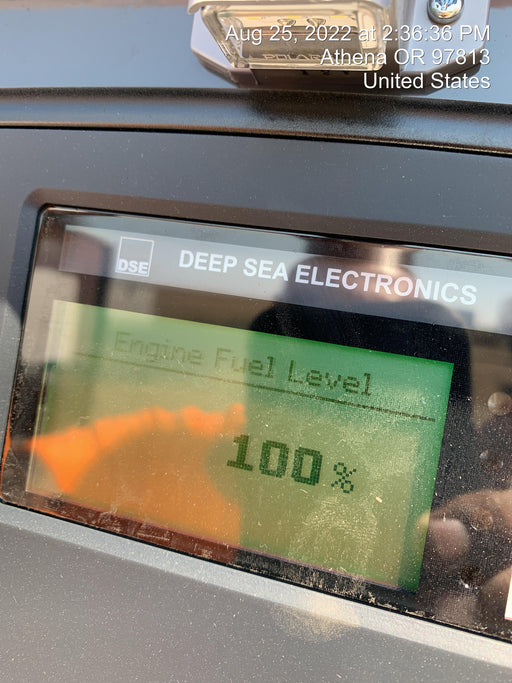 Aug 25, 2022 at 2:36:36 PM
Athena OR 97813
United States
DSE
DEEP SEA ELECTRONICS
Engine Fuel Level
100%